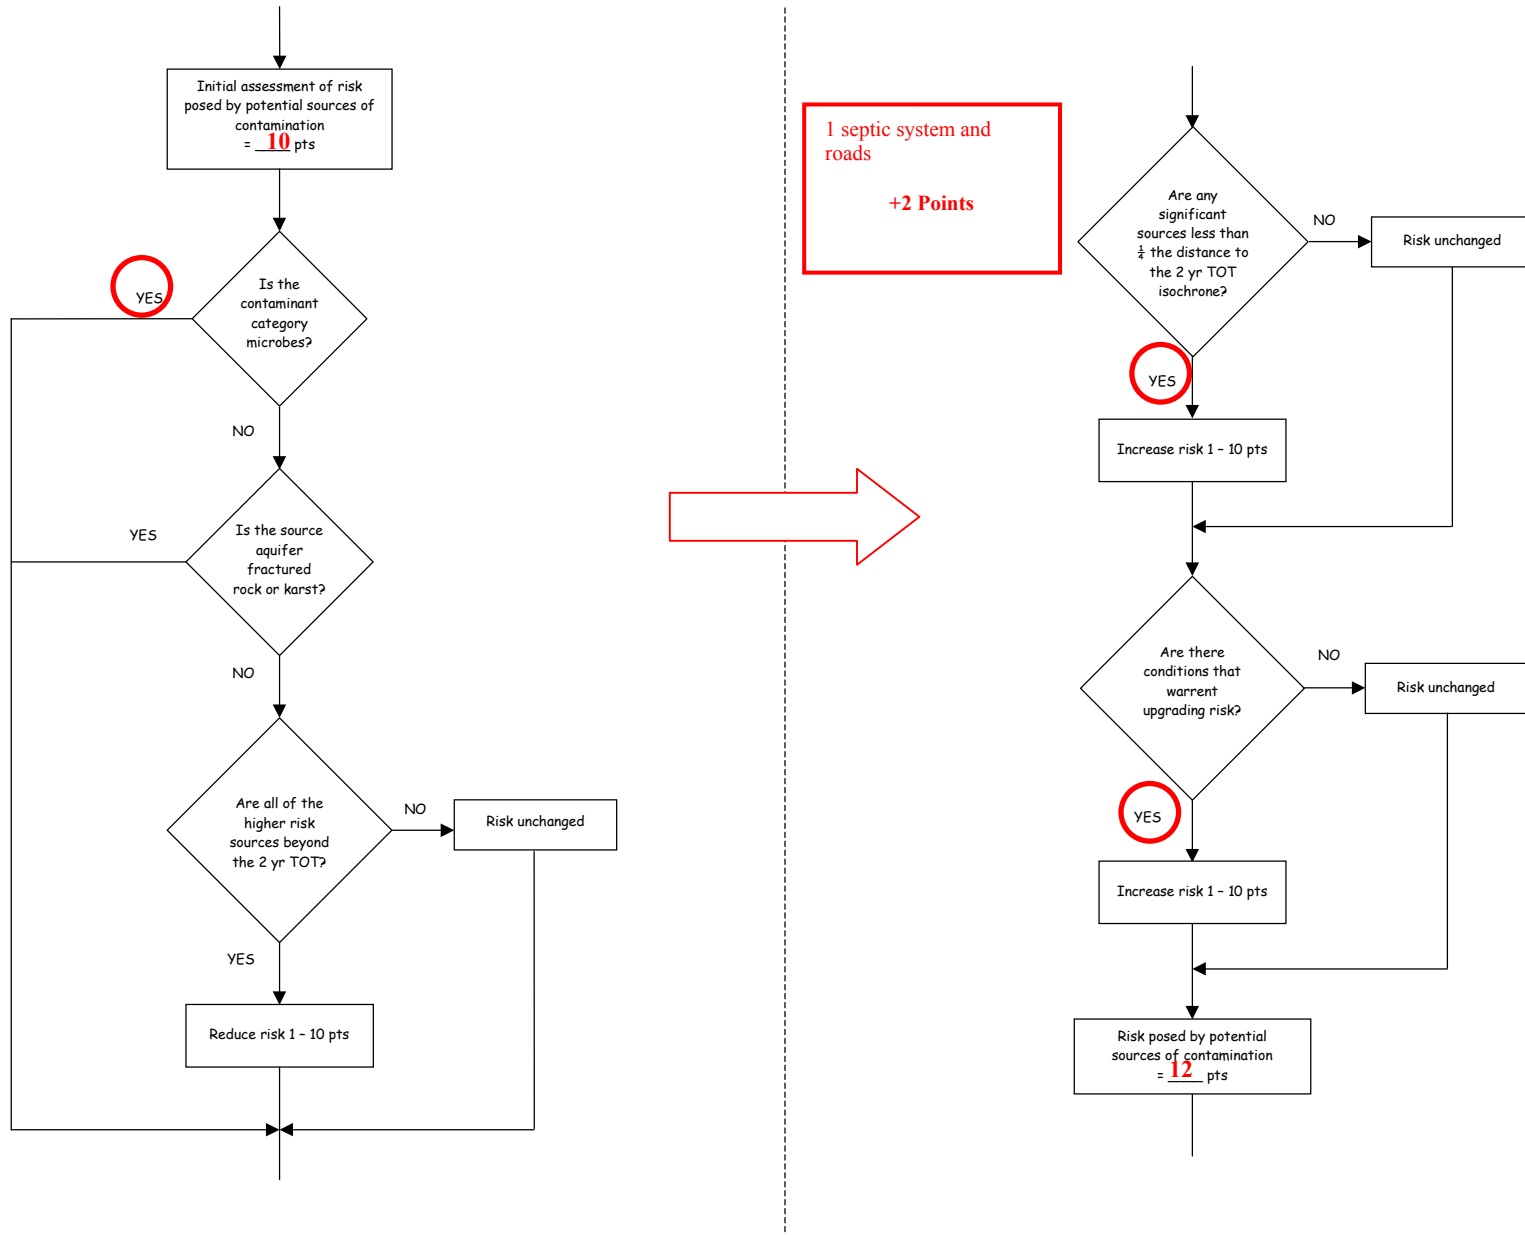 Initial assessment of risk
posed by potential sources of
contamination
= 10 pts
Is the
contaminant
category
microbes?
YES
NO
Is the source
aquifer
fractured
rock or karst?
YES
NO
Are all of the
higher risk
sources beyond
the 2 yr TOT?
NO
Risk unchanged
YES
Reduce risk 1 – 10 pts
1 septic system and
roads
+2 Points
Are any
significant
sources less than
¼ the distance to
the 2 yr TOT
isochrone?
NO
Risk unchanged
YES
Increase risk 1 – 10 pts
Are there
conditions that
warrent
upgrading risk?
NO
Risk unchanged
YES
Increase risk 1 – 10 pts
Risk posed by potential
sources of contamination
= 12 pts